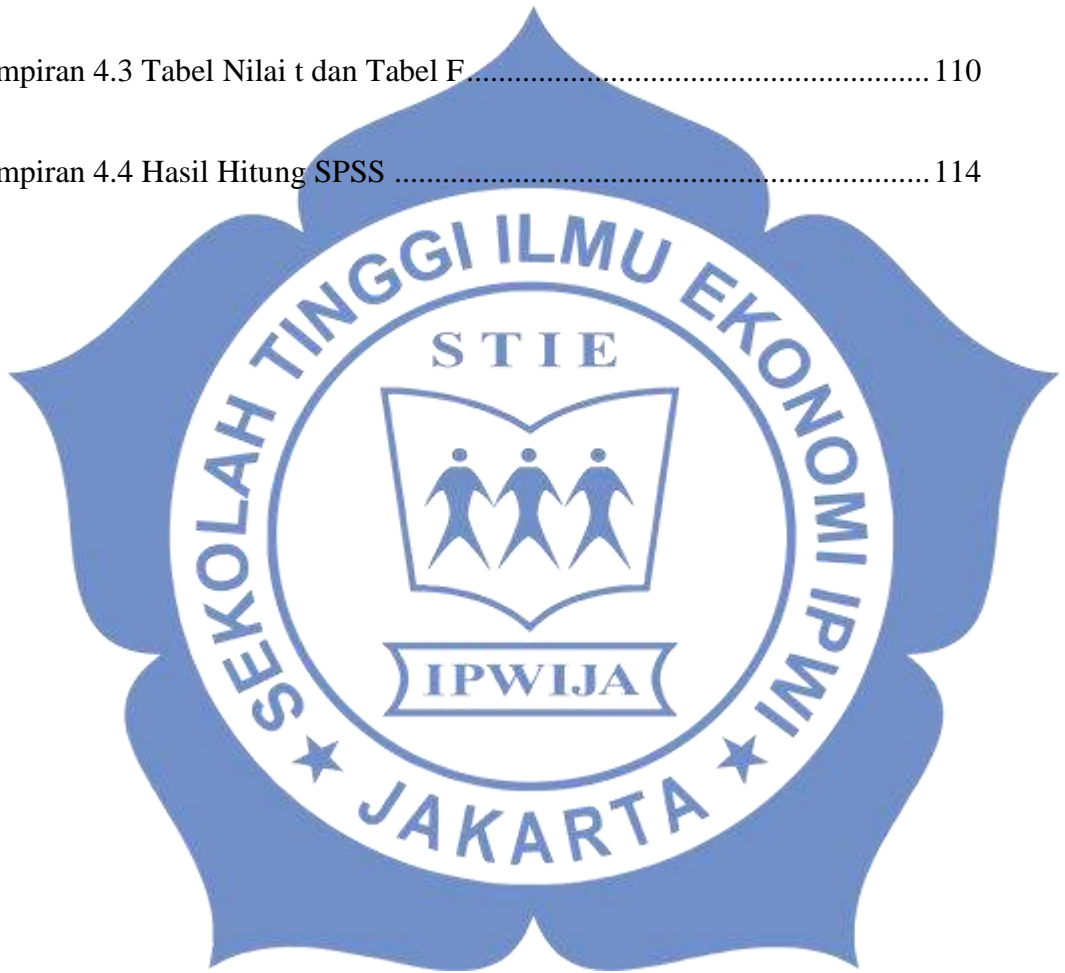 mpiran 4.3 Tabel Nilai t dan Tabel F.......................................................... 110
mpiran 4.4 Hasil Hitung SPSS ................................................................... 114
SEKOLAH TINGGI ILMU EKONOMI IPWI
STIE
IPWIJA
★ JAKARTA ★